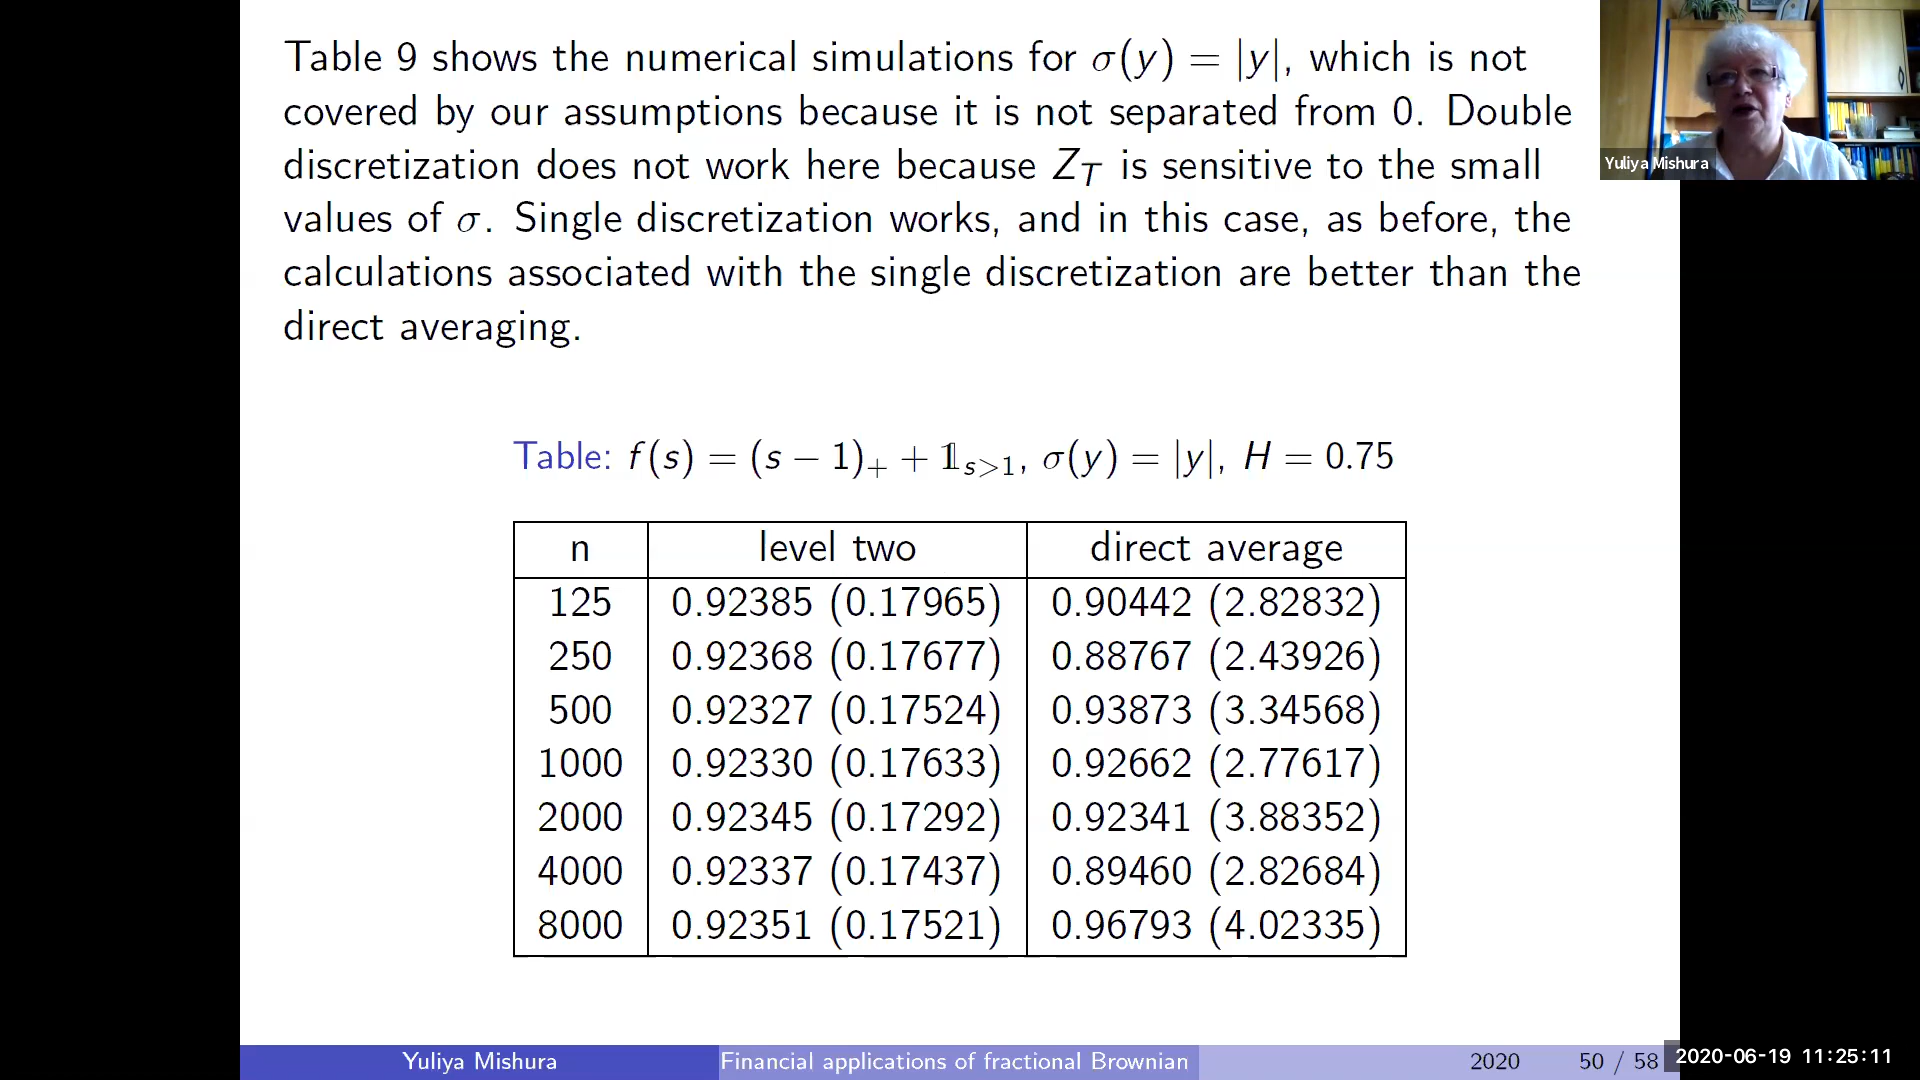 Table 9 shows the numerical simulations for σ(y) = |y|, which is not
covered by our assumptions because it is not separated from 0. Double
discretization does not work here because Z_T is sensitive to the small
values of σ. Single discretization works, and in this case, as before, the
calculations associated with the single discretization are better than the
direct averaging.
Table: f(s) = (s − 1)₊ + 𝟙_{s>1}, σ(y) = |y|, H = 0.75
n level two direct average
125 0.92385 (0.17965) 0.90442 (2.82832)
250 0.92368 (0.17677) 0.88767 (2.43926)
500 0.92327 (0.17524) 0.93873 (3.34568)
1000 0.92330 (0.17633) 0.92662 (2.77617)
2000 0.92345 (0.17292) 0.92341 (3.88352)
4000 0.92337 (0.17437) 0.89460 (2.82684)
8000 0.92351 (0.17521) 0.96793 (4.02335)
Yuliya Mishura Financial applications of fractional Brownian 2020 50 / 58
Yuliya Mishura
2020-06-19 11:25:11